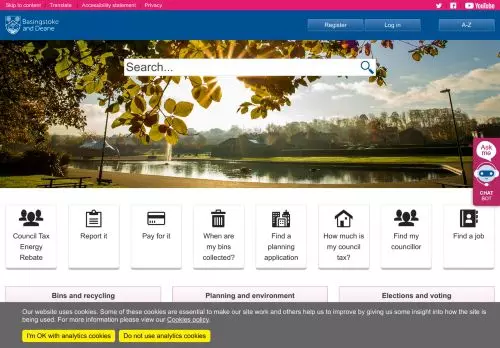 Skip to content
Translate
Accessibility statement
Privacy
YouTube
Basingstoke
and Deane
Register
Log in
A-Z
Search...
Ask
me
CHAT
BOT
Council Tax
Energy
Rebate
Report it
Pay for it
When are
my bins
collected?
Find a
planning
application
How much is
my council
tax?
Find my
councillor
Find a job
Bins and recycling
Planning and environment
Elections and voting
Our website uses cookies. Some of these cookies are essential to make our site work and others help us to improve by giving us some insight into how the site is
being used. For more information please view our Cookies policy.
I'm OK with analytics cookies
Do not use analytics cookies